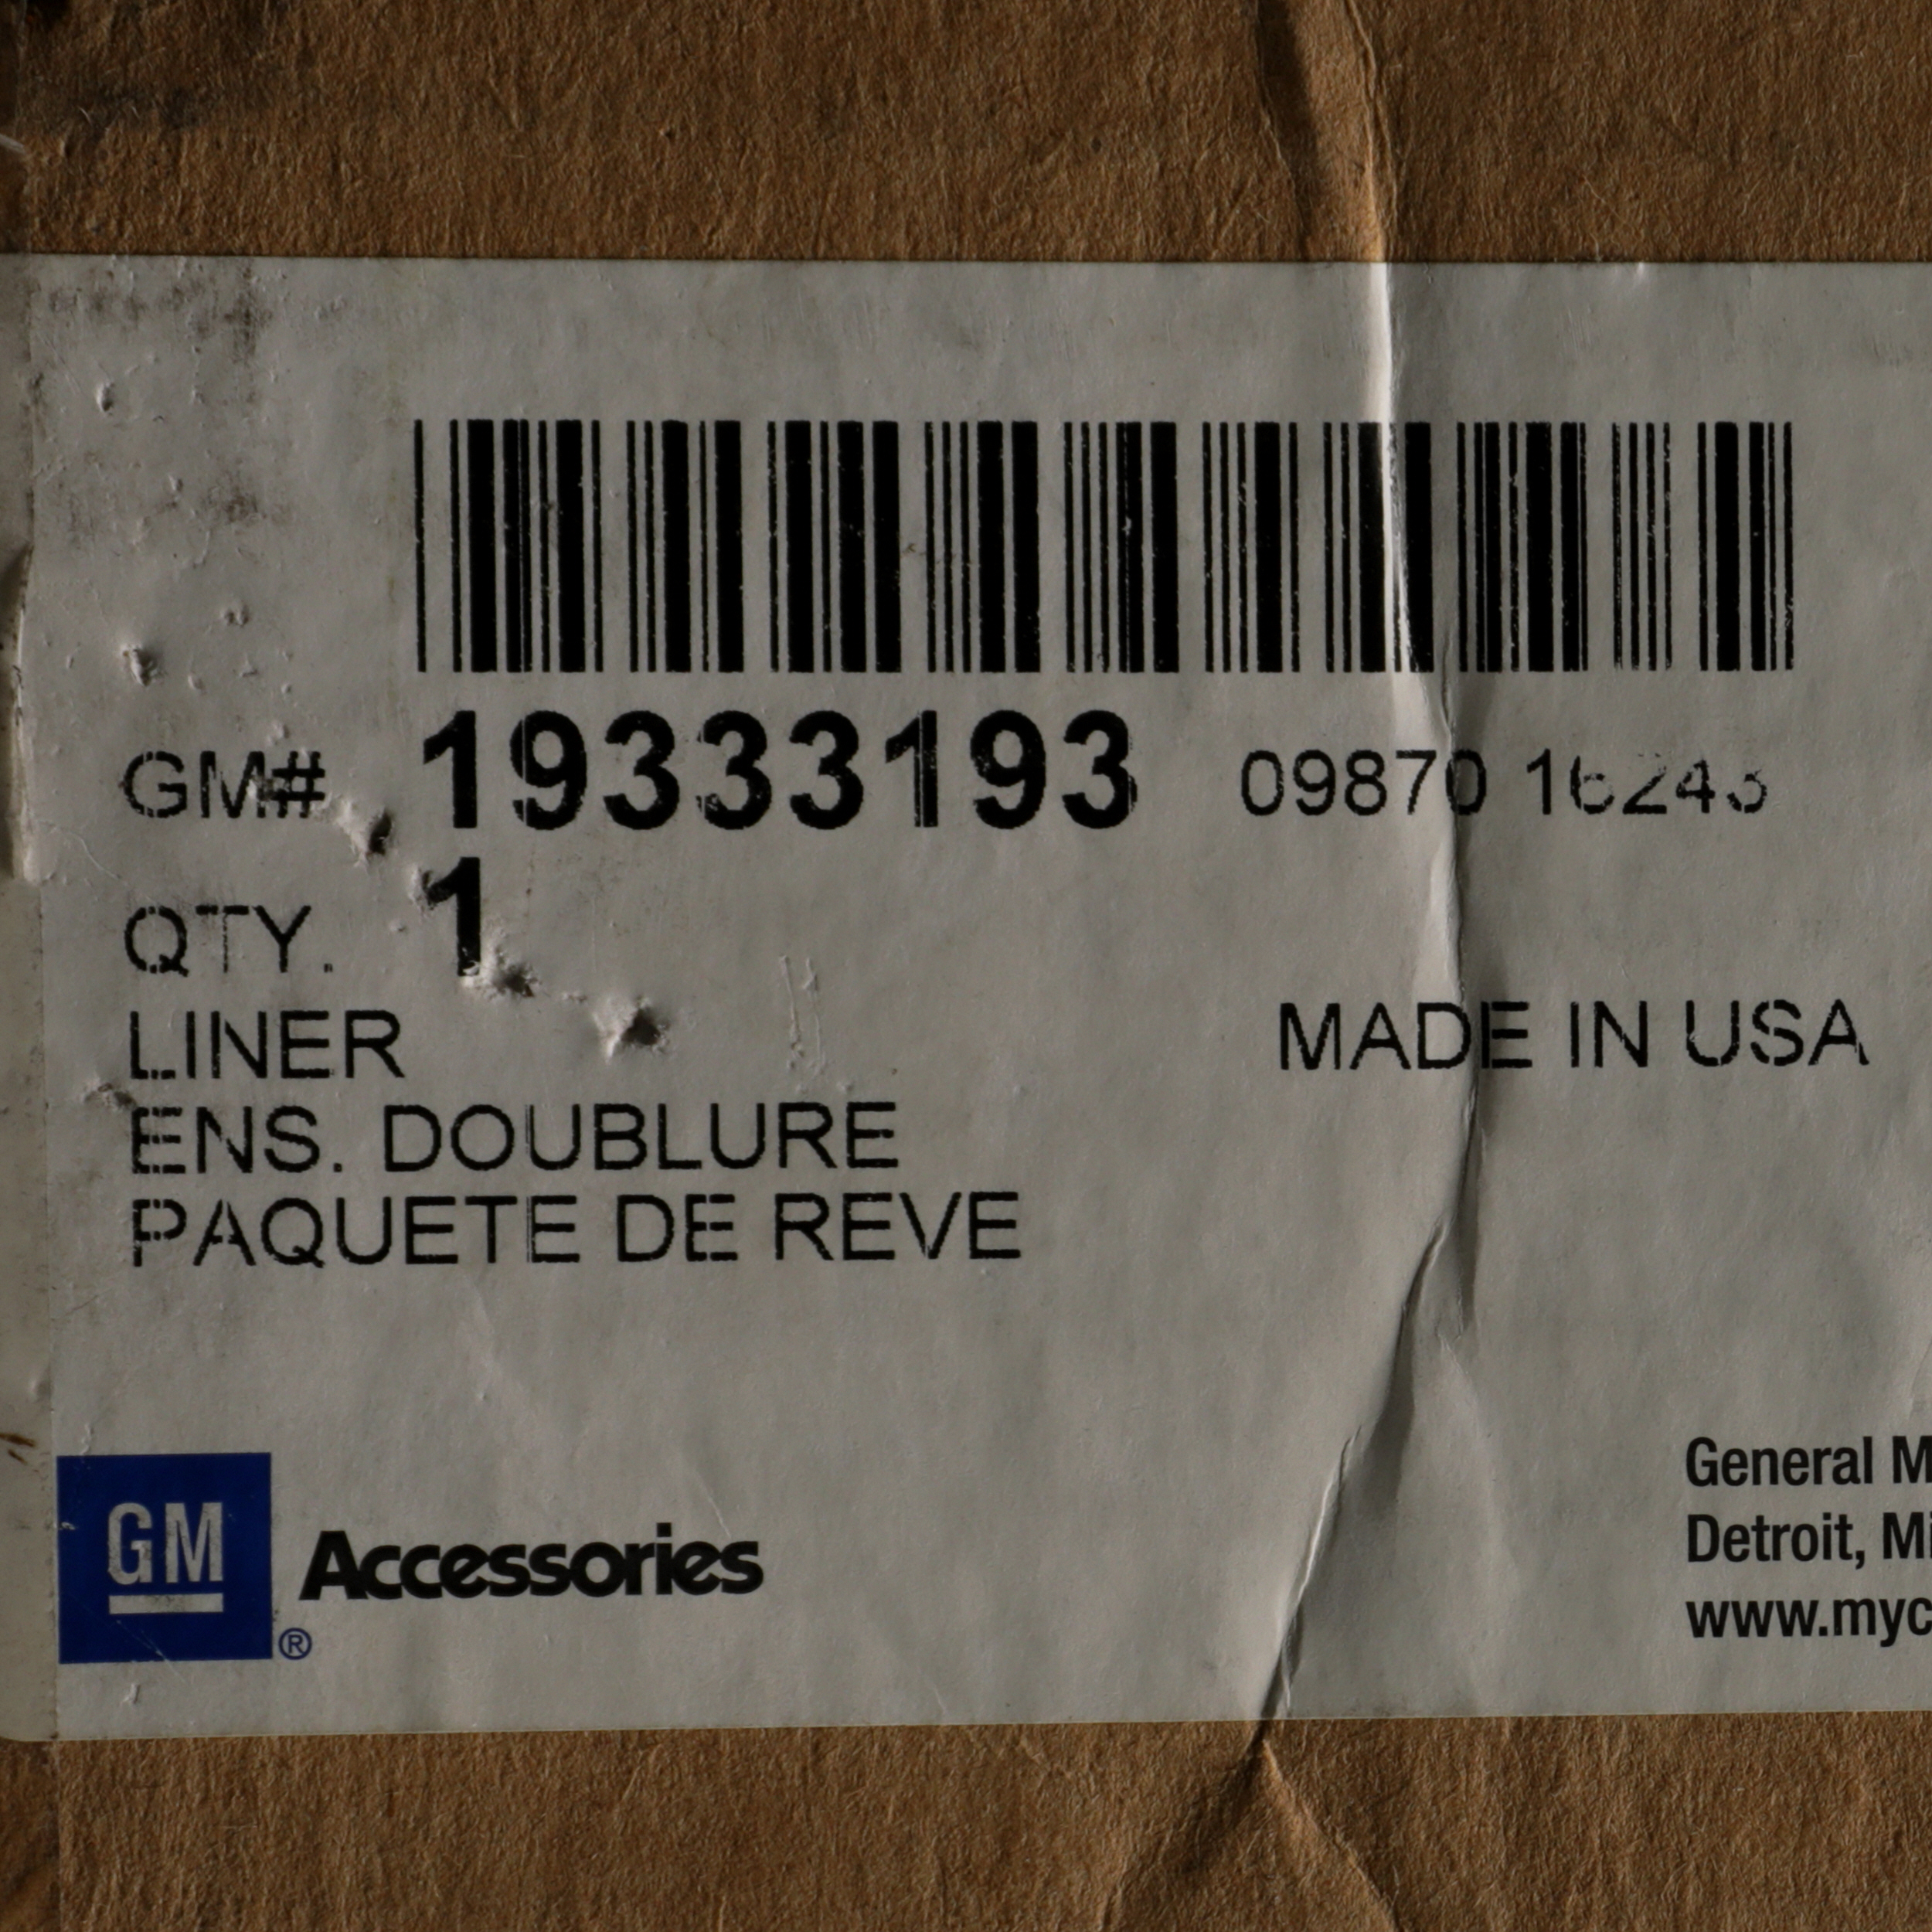 GM# 19333193 09870 16243
QTY. 1
LINER
MADE IN USA
ENS. DOUBLURE
PAQUETE DE REVE
GM
® Accessories
General M
Detroit, Mi
www.myc